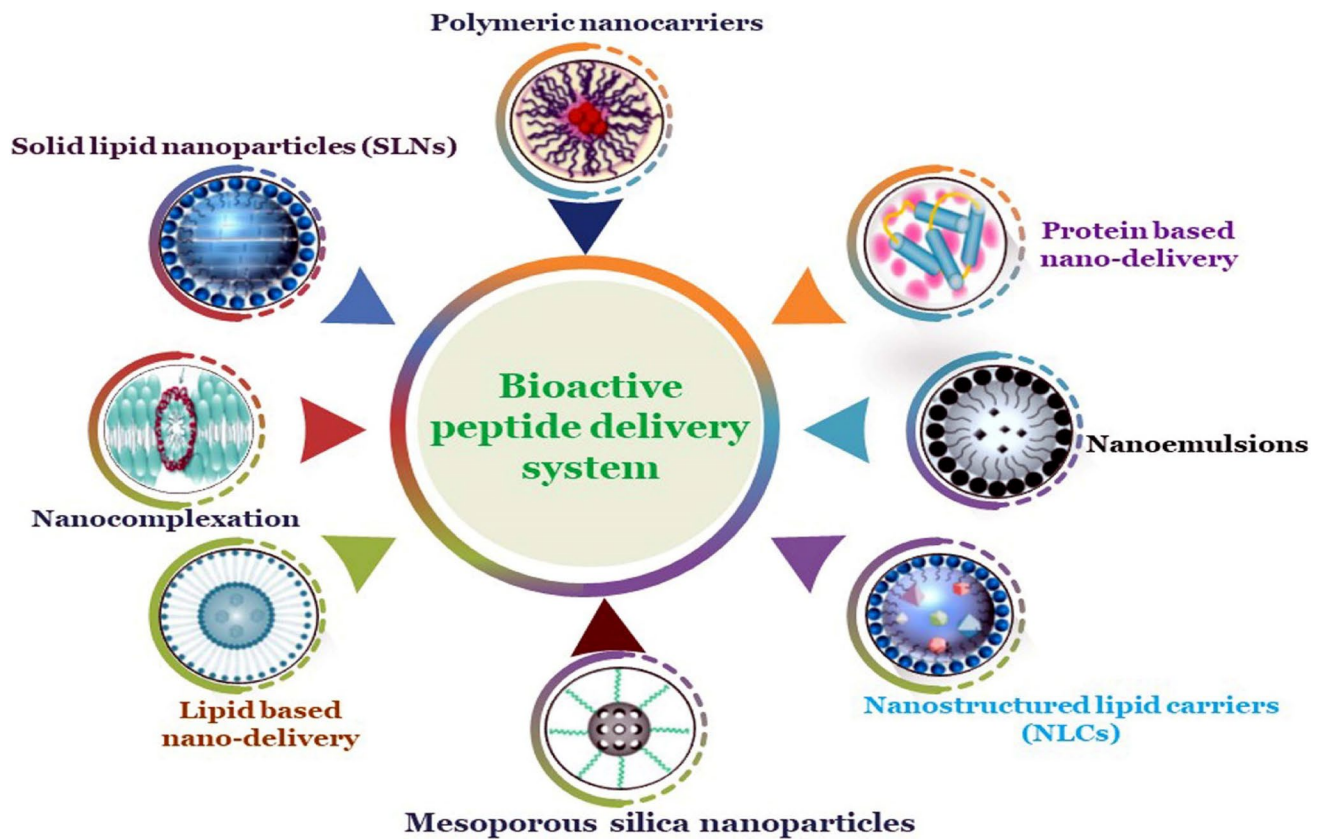 Polymeric nanocarriers
Solid lipid nanoparticles (SLNs)
Protein based
nano-delivery
Bioactive
peptide delivery
system
Nanoemulsions
Nanocomplexation
Lipid based
nano-delivery
Nanostructured lipid carriers
(NLCs)
Mesoporous silica nanoparticles